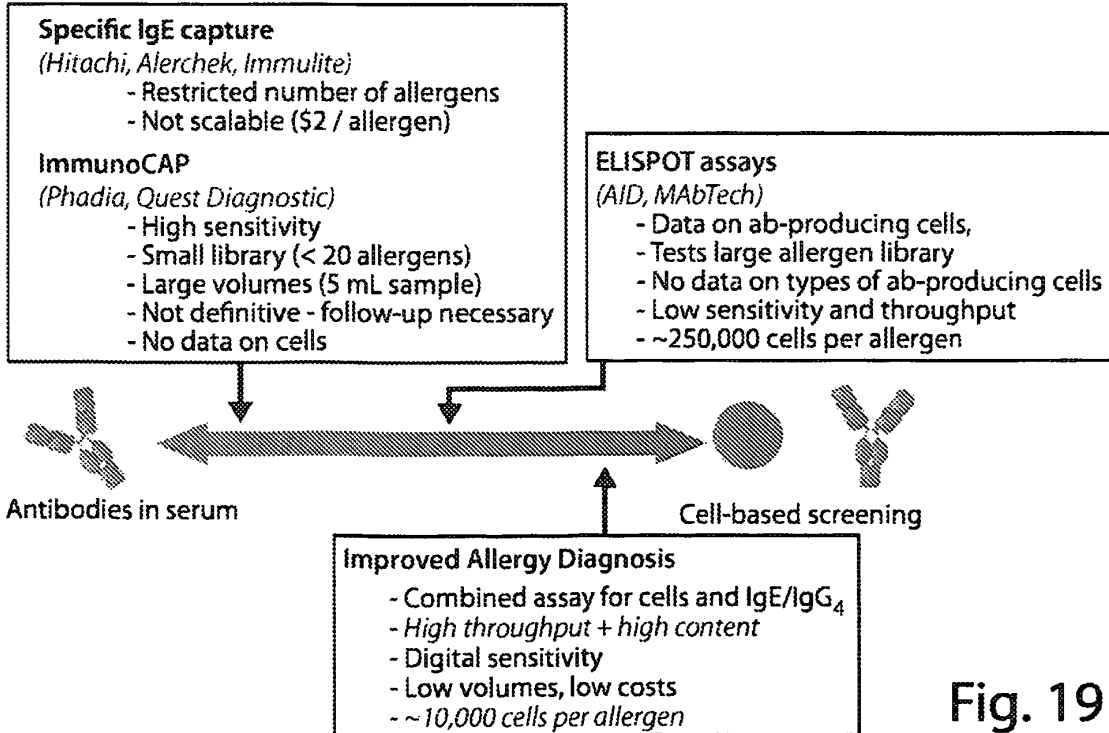 Specific IgE capture
(Hitachi, Alerchek, Immulite)
- Restricted number of allergens
- Not scalable ($2 / allergen)
ImmunoCAP
(Phadia, Quest Diagnostic)
- High sensitivity
- Small library (< 20 allergens)
- Large volumes (5 mL sample)
- Not definitive - follow-up necessary
- No data on cells
ELISPOT assays
(AID, MAbTech)
- Data on ab-producing cells,
- Tests large allergen library
- No data on types of ab-producing cells
- Low sensitivity and throughput
- ~250,000 cells per allergen
Antibodies in serum
Cell-based screening
Improved Allergy Diagnosis
- Combined assay for cells and IgE/IgG4
- High throughput + high content
- Digital sensitivity
- Low volumes, low costs
- ~10,000 cells per allergen
Fig. 19